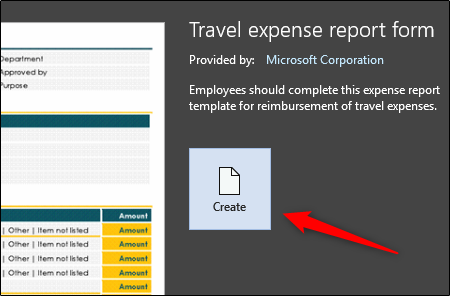 Travel expense report form
Provided by: Microsoft Corporation
Employees should complete this expense report
template for reimbursement of travel expenses.
Create
Department
Approved by
Purpose
Amount
| Other | Item not listed Amount
| Other | Item not listed Amount
| Other | Item not listed Amount
| Other | Item not listed Amount
Amount